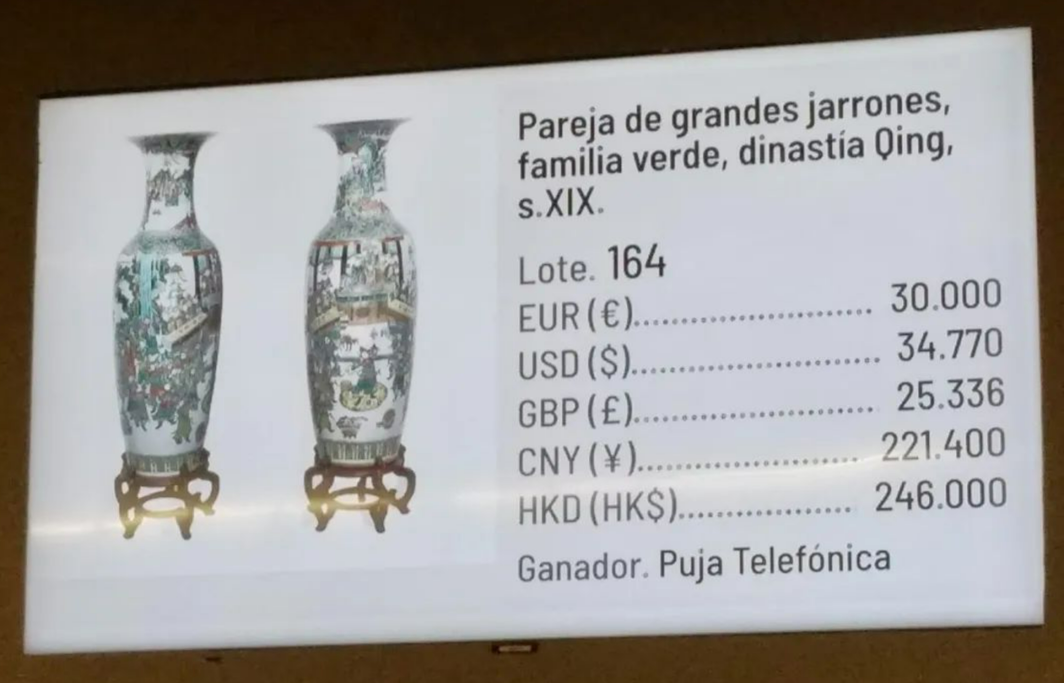 Pareja de grandes jarrones,
familia verde, dinastía Qing,
s.XIX.
Lote. 164
EUR (€)........................ 30.000
USD ($)......................... 34.770
GBP (£)........................ 25.336
CNY (¥)...................... 221.400
HKD (HK$)................. 246.000
Ganador. Puja Telefónica